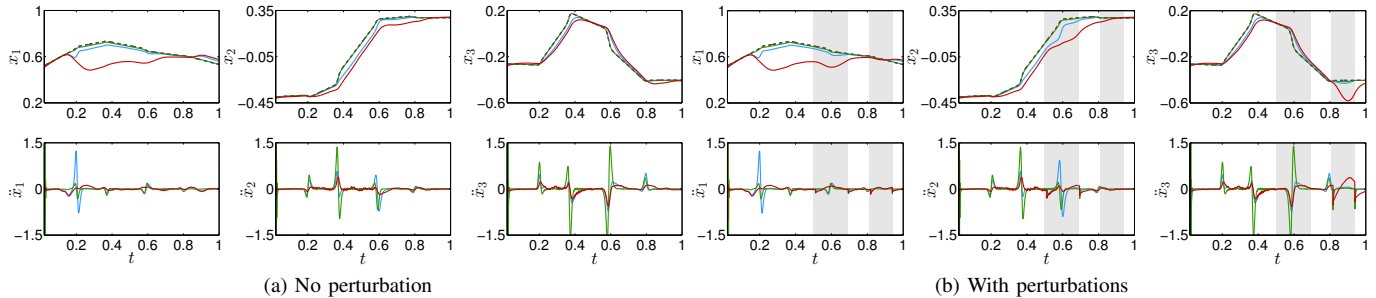 1 0.6 0.2 x₁ 0.2 0.4 0.6 0.8 1
0.35 −0.05 −0.45 x₂ 0.2 0.4 0.6 0.8 1
0.2 −0.2 −0.6 x₃ 0.2 0.4 0.6 0.8 1
1 0.6 0.2 x₁ 0.2 0.4 0.6 0.8 1
0.35 −0.05 −0.45 x₂ 0.2 0.4 0.6 0.8 1
0.2 −0.2 −0.6 x₃ 0.2 0.4 0.6 0.8 1
1.5 0 −1.5 ẍ₁ 0.2 0.4 0.6 0.8 1 t
1.5 0 −1.5 ẍ₂ 0.2 0.4 0.6 0.8 1 t
1.5 0 −1.5 ẍ₃ 0.2 0.4 0.6 0.8 1 t
1.5 0 −1.5 ẍ₁ 0.2 0.4 0.6 0.8 1 t
1.5 0 −1.5 ẍ₂ 0.2 0.4 0.6 0.8 1 t
1.5 0 −1.5 ẍ₃ 0.2 0.4 0.6 0.8 1 t
(a) No perturbation
(b) With perturbations